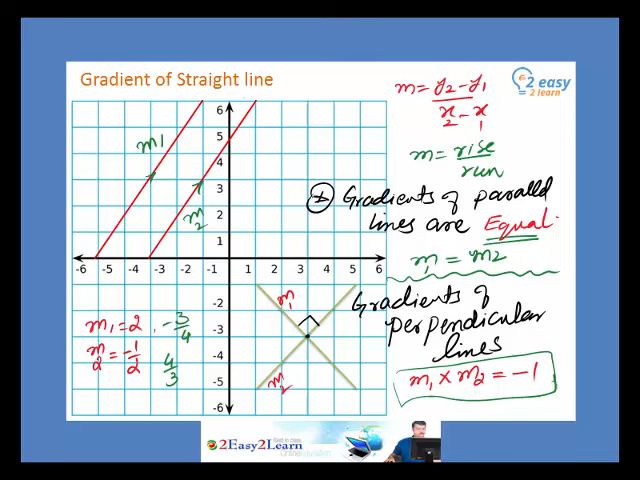 Gradient of Straight line
2 easy
2 learn
m = y2 - y1
x2 - x1
m = rise
run
* Gradients of parallel
lines are Equal.
m1 = m2
Gradients of
perpendicular
lines
m1 × m2 = -1
m1
m2
6
5
4
3
2
1
-6 -5 -4 -3 -2 -1 0 1 2 3 4 5 6
-2
-3
-5
-6
m1
m2
m1 = 2, -3/4
m2 = -1/2 4/3
2Easy2Learn